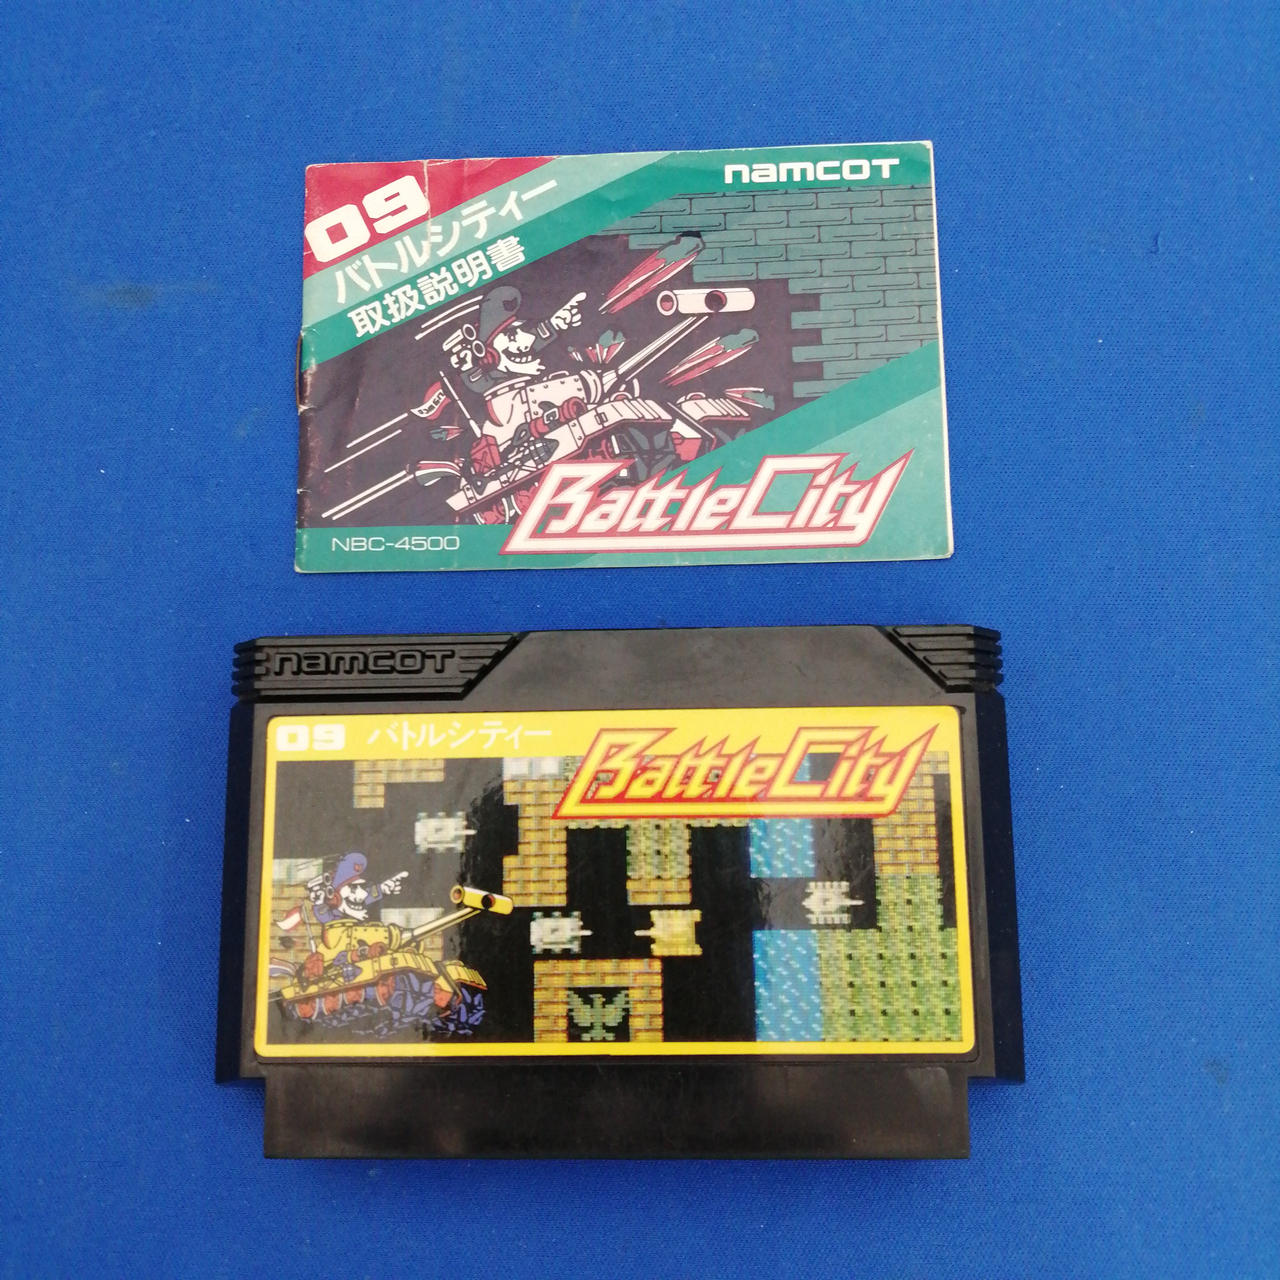 09
namcoT
バトルシティー
取扱説明書
BattleCity
NBC-4500
namcoT
09 バトルシティー
BattleCity